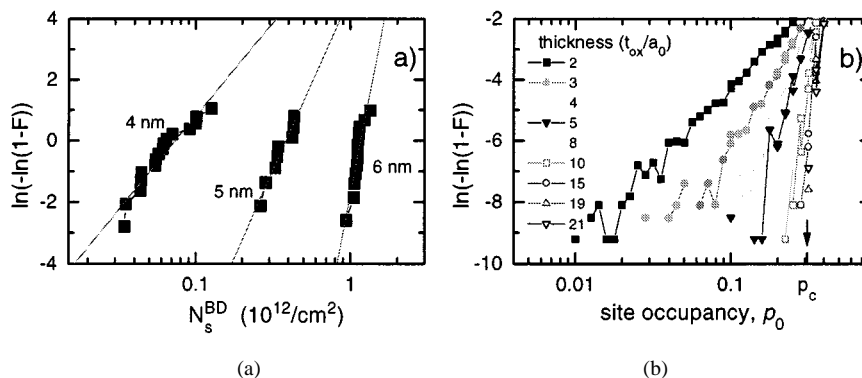 4
2
0
-2
-4
ln(-ln(1-F))
a)
4 nm
5 nm
6 nm
0.1
1
N_s^BD (10^12/cm^2)
(a)
-2
-4
-6
-8
-10
ln(-ln(1-F))
b)
thickness (t_ox/a_0)
2
3
4
5
8
10
15
19
21
0.01
0.1
p_c
site occupancy, p_0
(b)